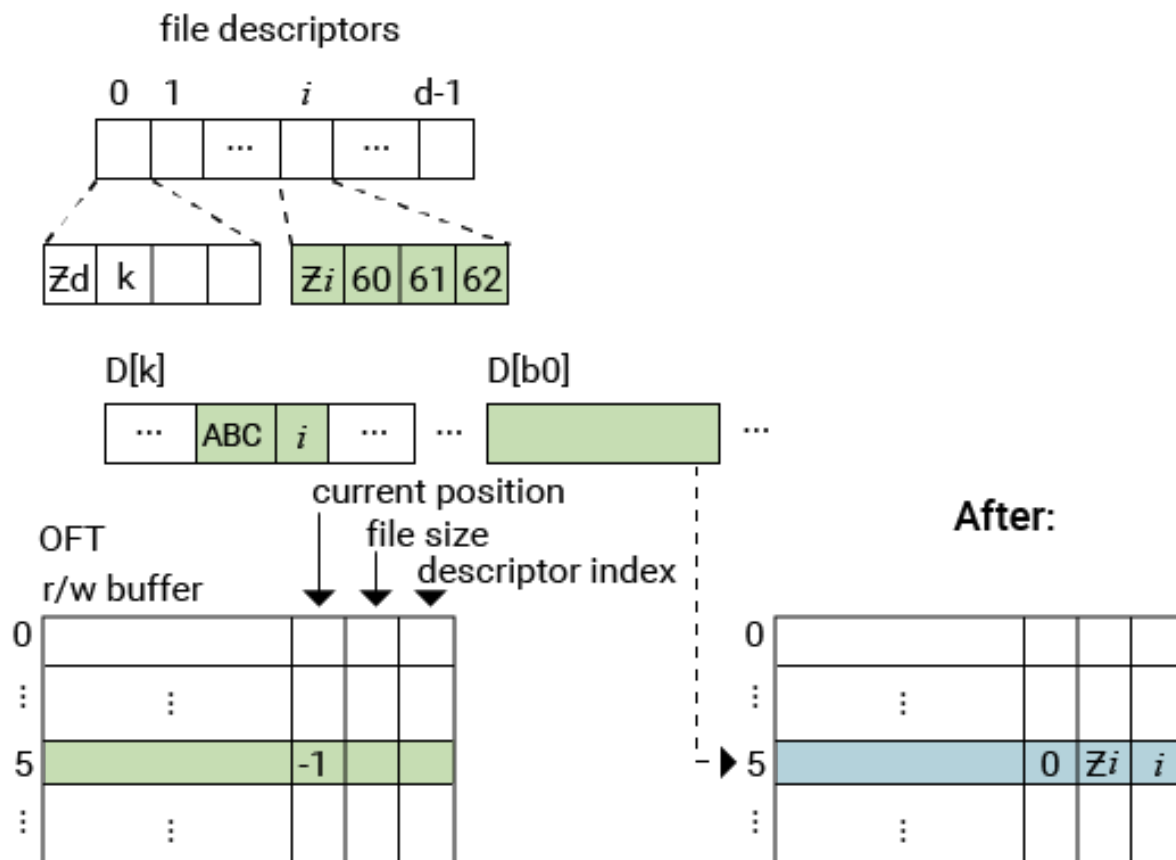 file descriptors
0 1 i d-1
... ...
Ƶd k Ƶi 60 61 62
D[k] D[b0]
... ABC i ... ... ...
current position
After:
OFT file size
descriptor index
r/w buffer
0 0
⋮ ⋮ ⋮ ⋮
5 -1 5 0 Ƶi i
⋮ ⋮ ⋮ ⋮